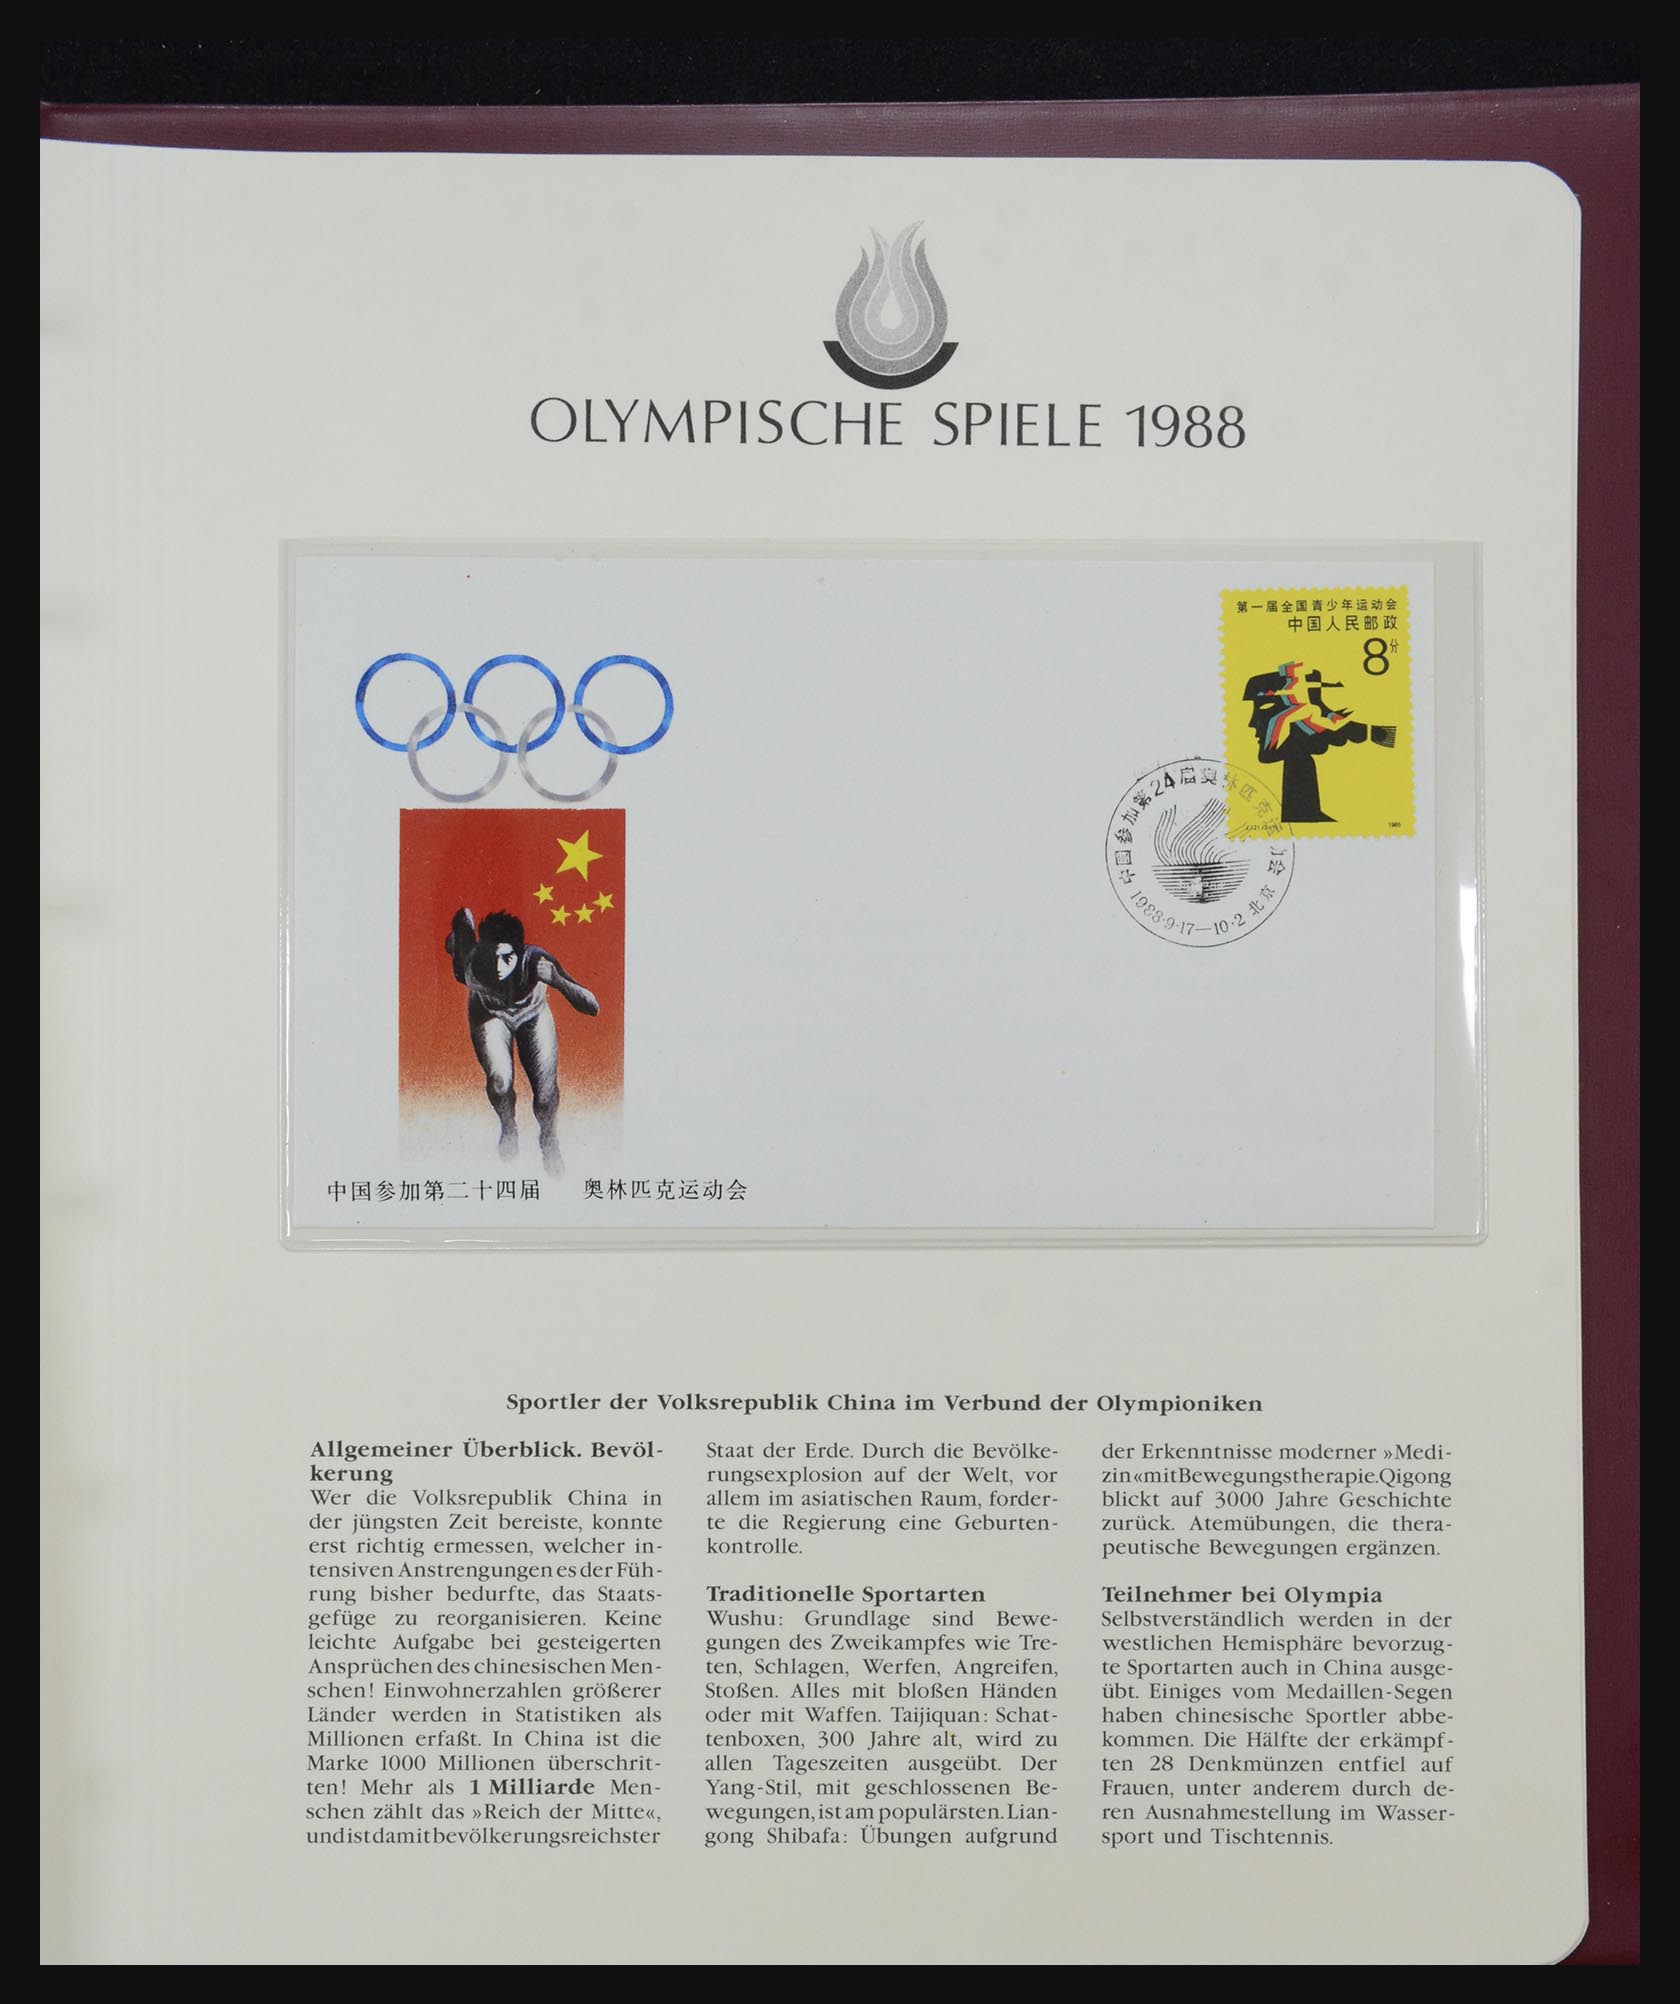 OLYMPISCHE SPIELE 1988
第一届全国青少年运动会
中国人民邮政
8分
1985
中国参加第24届奥林匹克运动会
1988·9·17—10·2 北京
中国参加第二十四届 奥林匹克运动会
Sportler der Volksrepublik China im Verbund der Olympioniken
Allgemeiner Überblick. Bevöl-
kerung
Wer die Volksrepublik China in
der jüngsten Zeit bereiste, konnte
erst richtig ermessen, welcher in-
tensiven Anstrengungen es der Füh-
rung bisher bedurfte, das Staats-
gefüge zu reorganisieren. Keine
leichte Aufgabe bei gesteigerten
Ansprüchen des chinesischen Men-
schen! Einwohnerzahlen größerer
Länder werden in Statistiken als
Millionen erfaßt. In China ist die
Marke 1000 Millionen überschrit-
ten! Mehr als 1 Milliarde Men-
schen zählt das »Reich der Mitte«,
und ist damit bevölkerungsreichster
Staat der Erde. Durch die Bevölke-
rungsexplosion auf der Welt, vor
allem im asiatischen Raum, forder-
te die Regierung eine Geburten-
kontrolle.
Traditionelle Sportarten
Wushu: Grundlage sind Bewe-
gungen des Zweikampfes wie Tre-
ten, Schlagen, Werfen, Angreifen,
Stoßen. Alles mit bloßen Händen
oder mit Waffen. Taijiquan: Schat-
tenboxen, 300 Jahre alt, wird zu
allen Tageszeiten ausgeübt. Der
Yang-Stil, mit geschlossenen Be-
wegungen, ist am populärsten. Lian-
gong Shibafa: Übungen aufgrund
der Erkenntnisse moderner »Medi-
zin« mit Bewegungstherapie. Qigong
blickt auf 3000 Jahre Geschichte
zurück. Atemübungen, die thera-
peutische Bewegungen ergänzen.
Teilnehmer bei Olympia
Selbstverständlich werden in der
westlichen Hemisphäre bevorzug-
te Sportarten auch in China ausge-
übt. Einiges vom Medaillen-Segen
haben chinesische Sportler abbe-
kommen. Die Hälfte der erkämpf-
ten 28 Denkmünzen entfiel auf
Frauen, unter anderem durch de-
ren Ausnahmestellung im Wasser-
sport und Tischtennis.